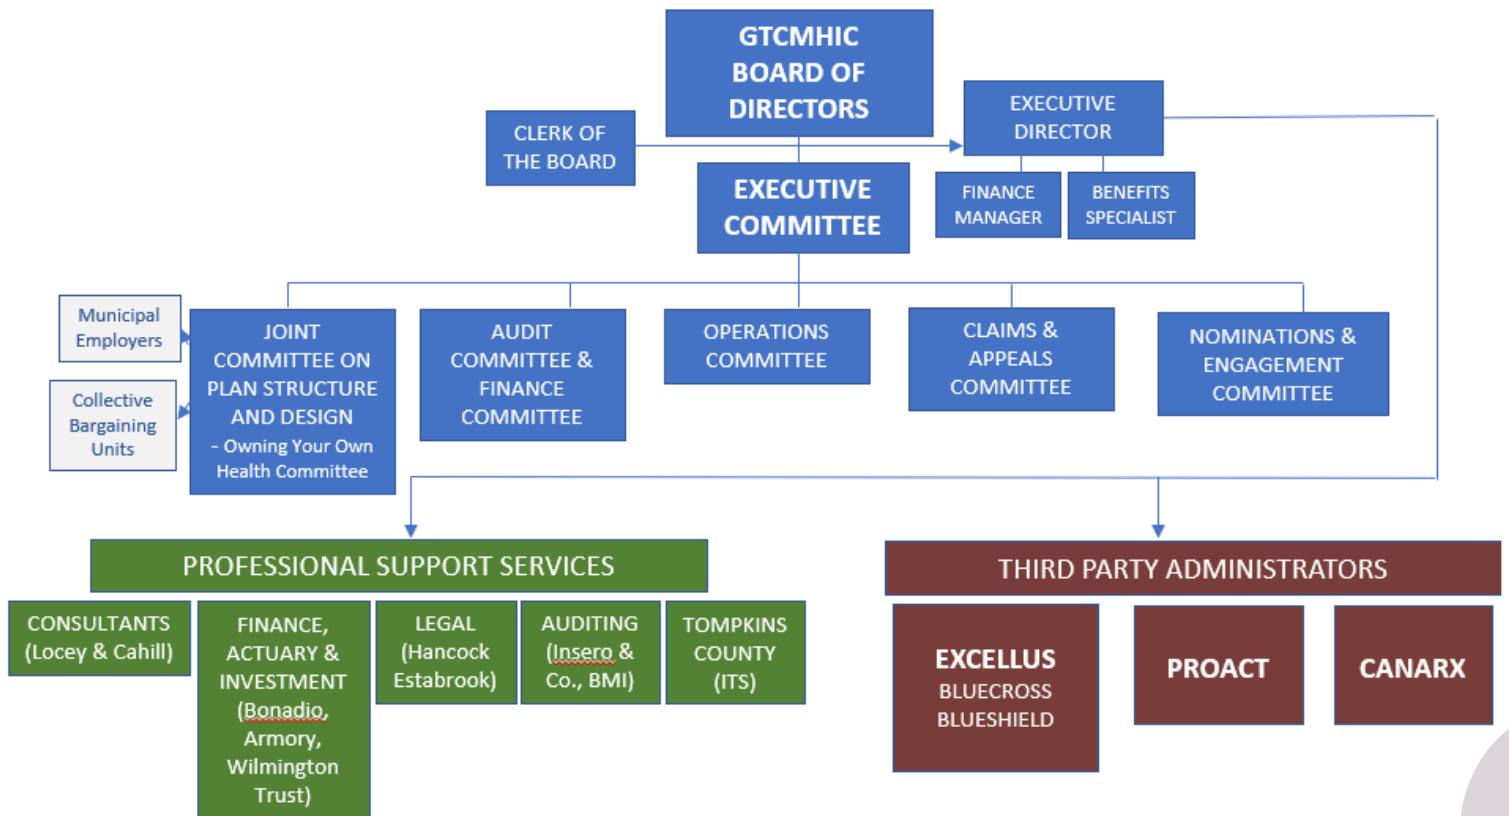 GTCMHIC
BOARD OF
DIRECTORS
CLERK OF
THE BOARD
EXECUTIVE
DIRECTOR
EXECUTIVE
COMMITTEE
FINANCE
MANAGER
BENEFITS
SPECIALIST
Municipal
Employers
Collective
Bargaining
Units
JOINT
COMMITTEE ON
PLAN STRUCTURE
AND DESIGN
- Owning Your Own
Health Committee
AUDIT
COMMITTEE &
FINANCE
COMMITTEE
OPERATIONS
COMMITTEE
CLAIMS &
APPEALS
COMMITTEE
NOMINATIONS &
ENGAGEMENT
COMMITTEE
PROFESSIONAL SUPPORT SERVICES
CONSULTANTS
(Locey & Cahill)
FINANCE,
ACTUARY &
INVESTMENT
(Bonadio,
Armory,
Wilmington
Trust)
LEGAL
(Hancock
Estabrook)
AUDITING
(Insero &
Co., BMI)
TOMPKINS
COUNTY
(ITS)
THIRD PARTY ADMINISTRATORS
EXCELLUS
BLUECROSS
BLUESHIELD
PROACT
CANARX